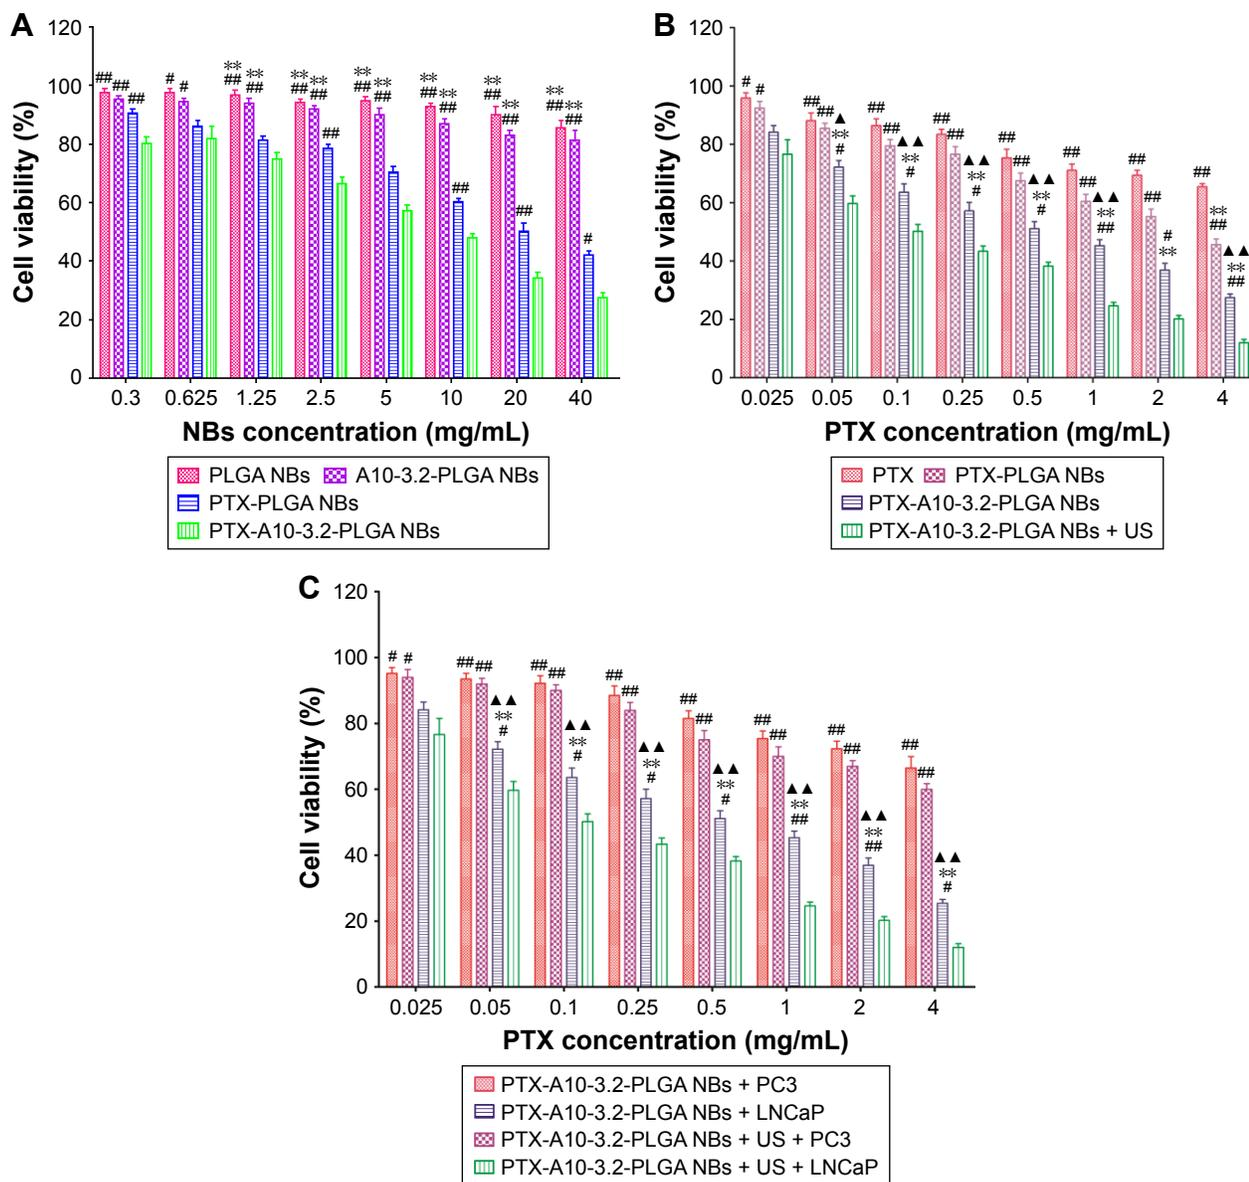 A
Cell viability (%)
120
100
80
60
40
20
0
## ## ##
# #
** **
## ##
** **
## ## ##
** **
## ##
** **
## ## ##
** **
## ## ##
** **
## ## #
0.3 0.625 1.25 2.5 5 10 20 40
NBs concentration (mg/mL)
PLGA NBs A10-3.2-PLGA NBs
PTX-PLGA NBs
PTX-A10-3.2-PLGA NBs
B
Cell viability (%)
120
100
80
60
40
20
0
# #
## ## ▲
**
#
## ## ▲▲
**
#
## ## ▲▲
**
#
## ## ▲▲
**
#
## ## ▲▲
**
##
## ## #
**
## **
## ▲▲
**
##
0.025 0.05 0.1 0.25 0.5 1 2 4
PTX concentration (mg/mL)
PTX PTX-PLGA NBs
PTX-A10-3.2-PLGA NBs
PTX-A10-3.2-PLGA NBs + US
C
Cell viability (%)
120
100
80
60
40
20
0
# #
## ## ▲▲
**
#
## ## ▲▲
**
#
## ## ▲▲
**
#
## ## ▲▲
**
#
## ## ▲▲
**
##
## ## ▲▲
**
##
## ## ▲▲
**
#
0.025 0.05 0.1 0.25 0.5 1 2 4
PTX concentration (mg/mL)
PTX-A10-3.2-PLGA NBs + PC3
PTX-A10-3.2-PLGA NBs + LNCaP
PTX-A10-3.2-PLGA NBs + US + PC3
PTX-A10-3.2-PLGA NBs + US + LNCaP